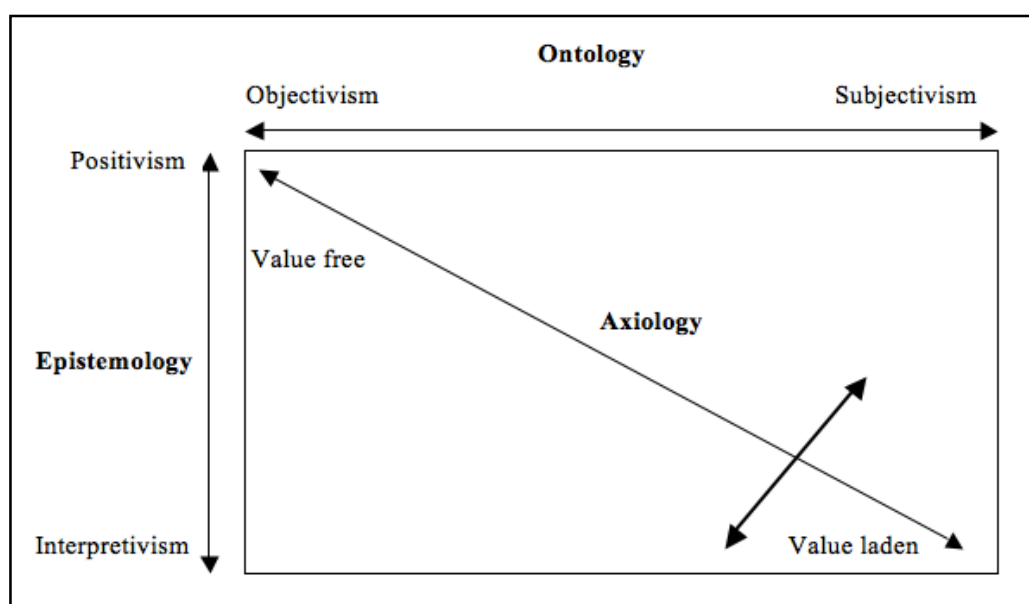 Ontology
Objectivism
Subjectivism
Positivism
Value free
Axiology
Epistemology
Interpretivism
Value laden